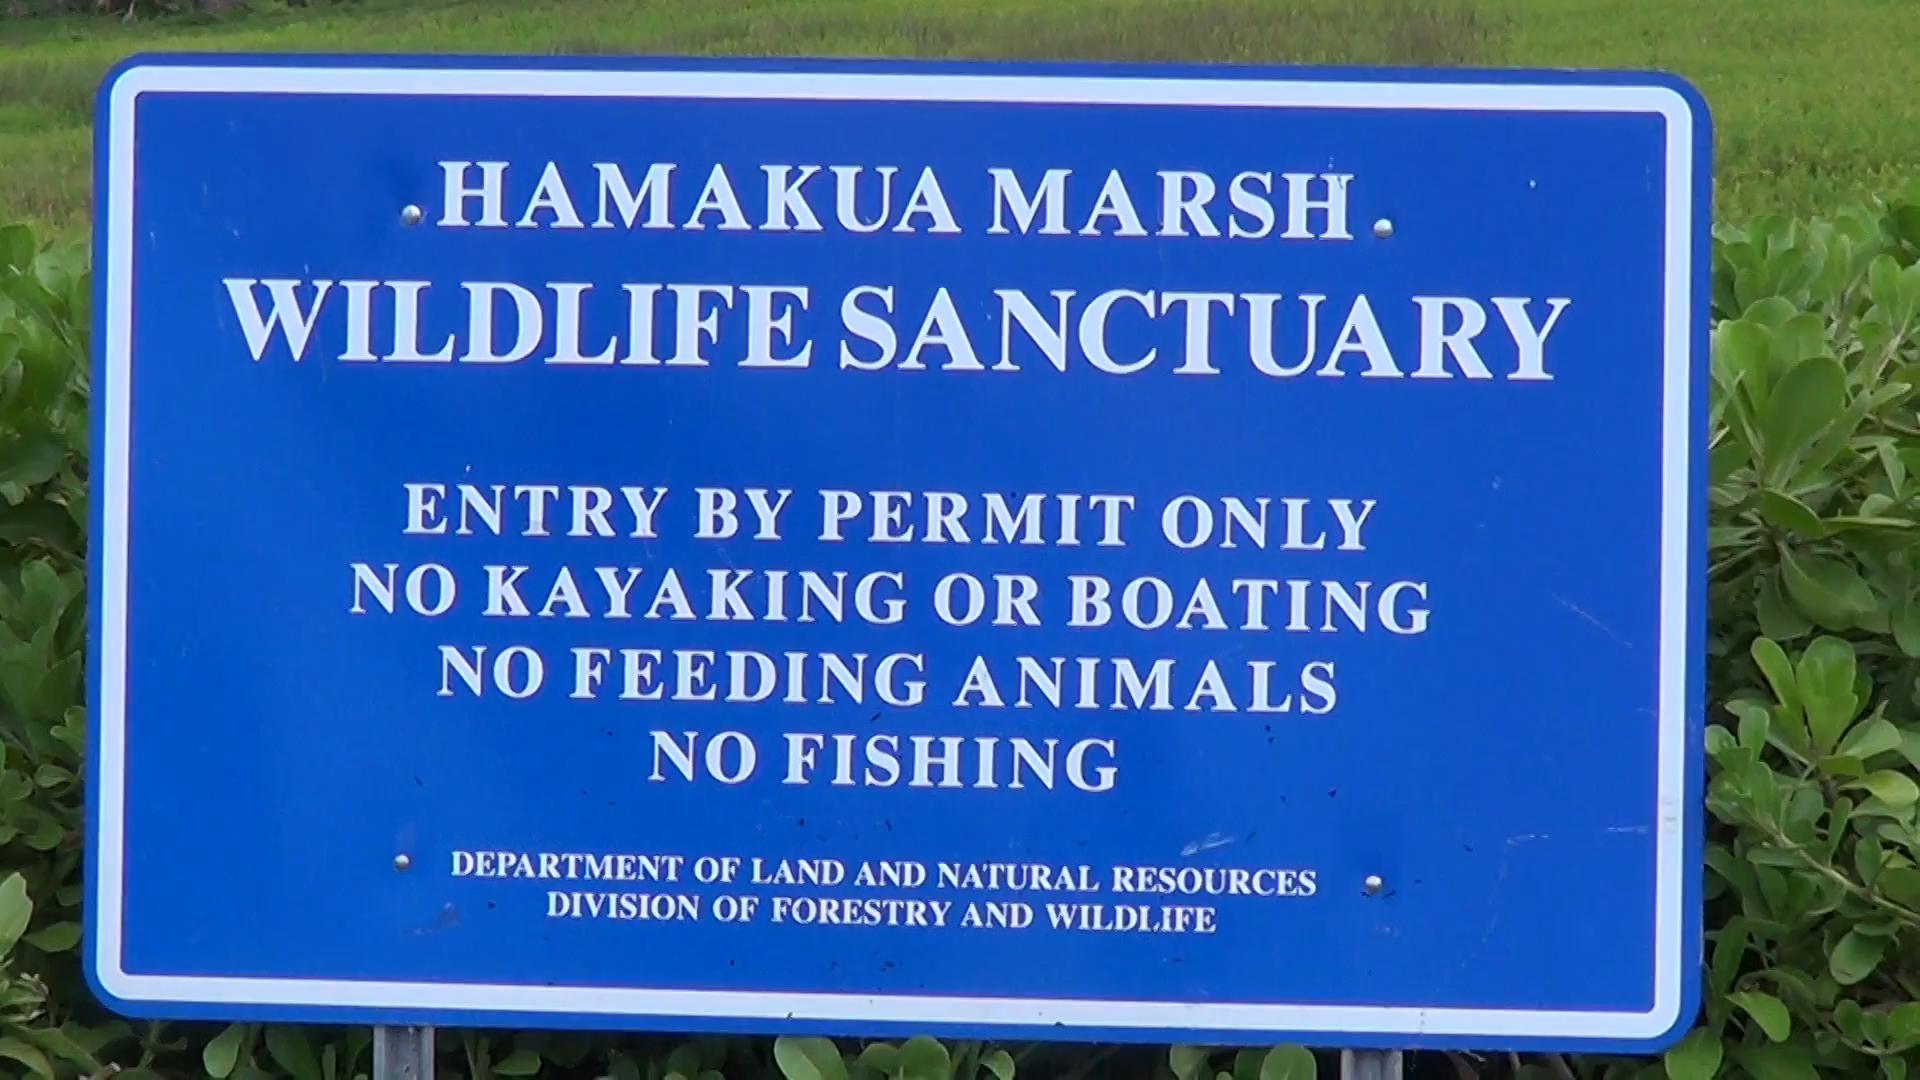 HAMAKUA MARSH
WILDLIFE SANCTUARY
ENTRY BY PERMIT ONLY
NO KAYAKING OR BOATING
NO FEEDING ANIMALS
NO FISHING
DEPARTMENT OF LAND AND NATURAL RESOURCES
DIVISION OF FORESTRY AND WILDLIFE